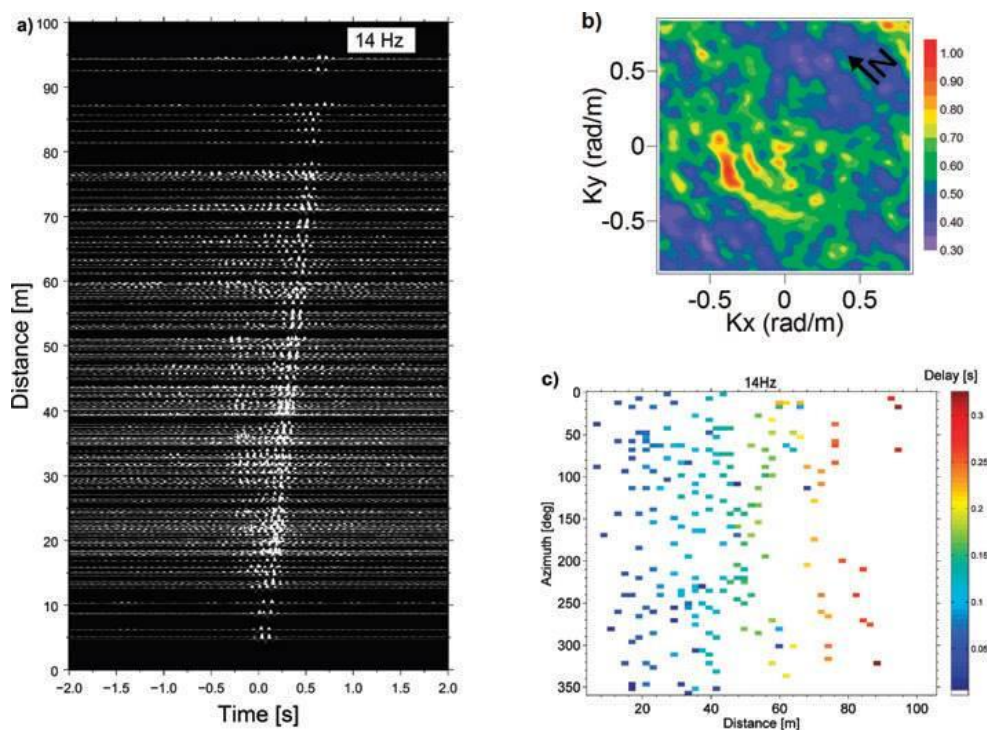 a)
14 Hz
100
90
80
70
60
50
40
30
20
10
0
Distance [m]
−2.0 −1.5 −1.0 −0.5 0.0 0.5 1.0 1.5 2.0
Time [s]
b)
N
0.5
0
-0.5
Ky (rad/m)
-0.5 0 0.5
Kx (rad/m)
1.00
0.90
0.80
0.70
0.60
0.50
0.40
0.30
c)
14Hz
Delay [s]
0
50
100
150
200
250
300
350
Azimuth [deg]
20 40 60 80 100
Distance [m]
0.3
0.25
0.2
0.15
0.1
0.05